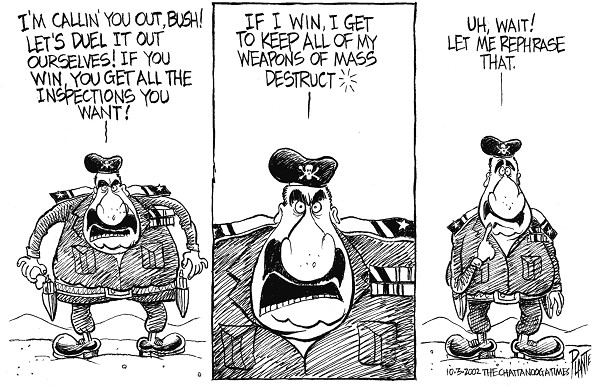 I'M CALLIN' YOU OUT, BUSH!
LET'S DUEL IT OUT
OURSELVES! IF YOU
WIN, YOU GET ALL THE
INSPECTIONS YOU
WANT!
IF I WIN, I GET
TO KEEP ALL OF MY
WEAPONS OF MASS
DESTRUCT
UH, WAIT!
LET ME REPHRASE
THAT.
10-3-2002 THE CHATTANOOGA TIMES
PLANTE